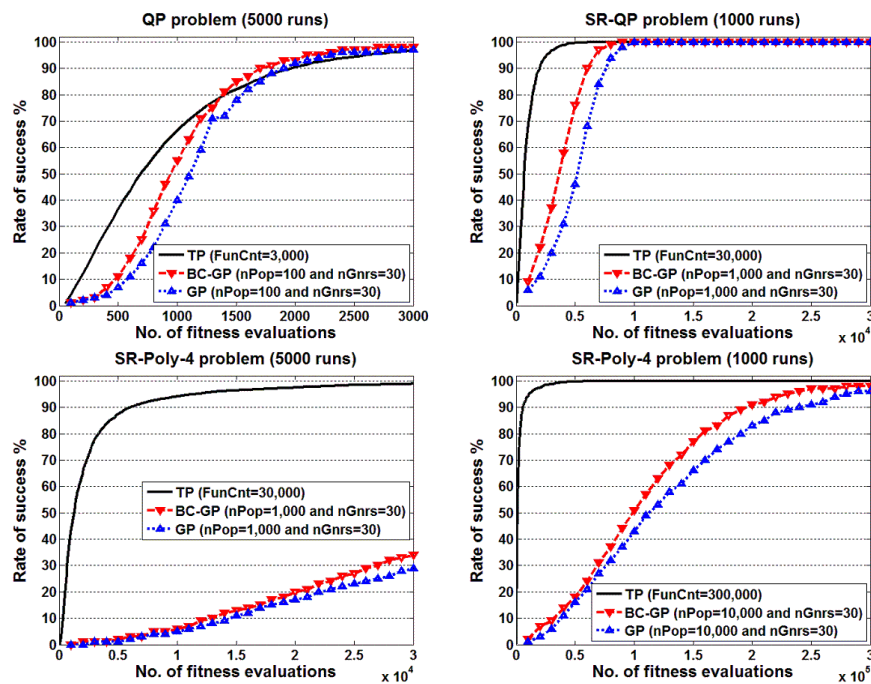 QP problem (5000 runs)
Rate of success %
100
90
80
70
60
50
40
30
20
10
0
TP (FunCnt=3,000)
BC-GP (nPop=100 and nGnrs=30)
GP (nPop=100 and nGnrs=30)
0 500 1000 1500 2000 2500 3000
No. of fitness evaluations
SR-QP problem (1000 runs)
Rate of success %
100
90
80
70
60
50
40
30
20
10
0
TP (FunCnt=30,000)
BC-GP (nPop=1,000 and nGnrs=30)
GP (nPop=1,000 and nGnrs=30)
0 0.5 1 1.5 2 2.5 3
x 10^4
No. of fitness evaluations
SR-Poly-4 problem (5000 runs)
Rate of success %
100
90
80
70
60
50
40
30
20
10
0
TP (FunCnt=30,000)
BC-GP (nPop=1,000 and nGnrs=30)
GP (nPop=1,000 and nGnrs=30)
0 0.5 1 1.5 2 2.5 3
x 10^4
No. of fitness evaluations
SR-Poly-4 problem (1000 runs)
Rate of success %
100
90
80
70
60
50
40
30
20
10
0
TP (FunCnt=300,000)
BC-GP (nPop=10,000 and nGnrs=30)
GP (nPop=10,000 and nGnrs=30)
0 0.5 1 1.5 2 2.5 3
x 10^5
No. of fitness evaluations